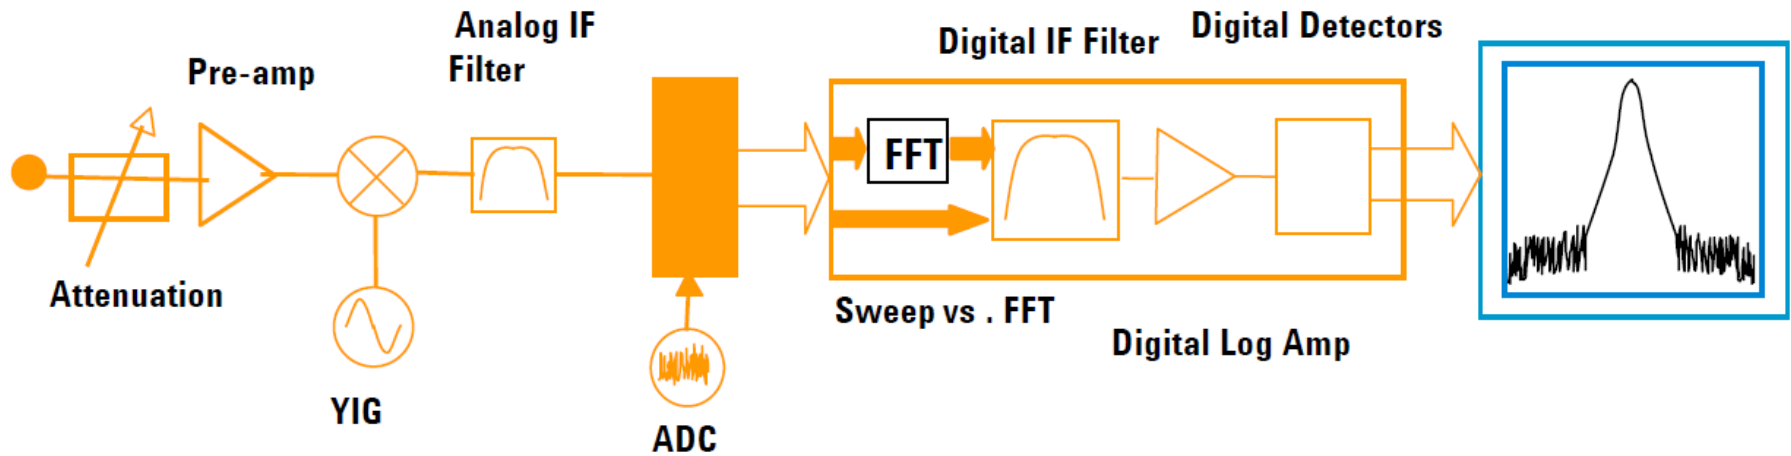 Analog IF
Filter
Digital IF Filter
Digital Detectors
Pre-amp
FFT
Attenuation
Sweep vs . FFT
Digital Log Amp
YIG
ADC